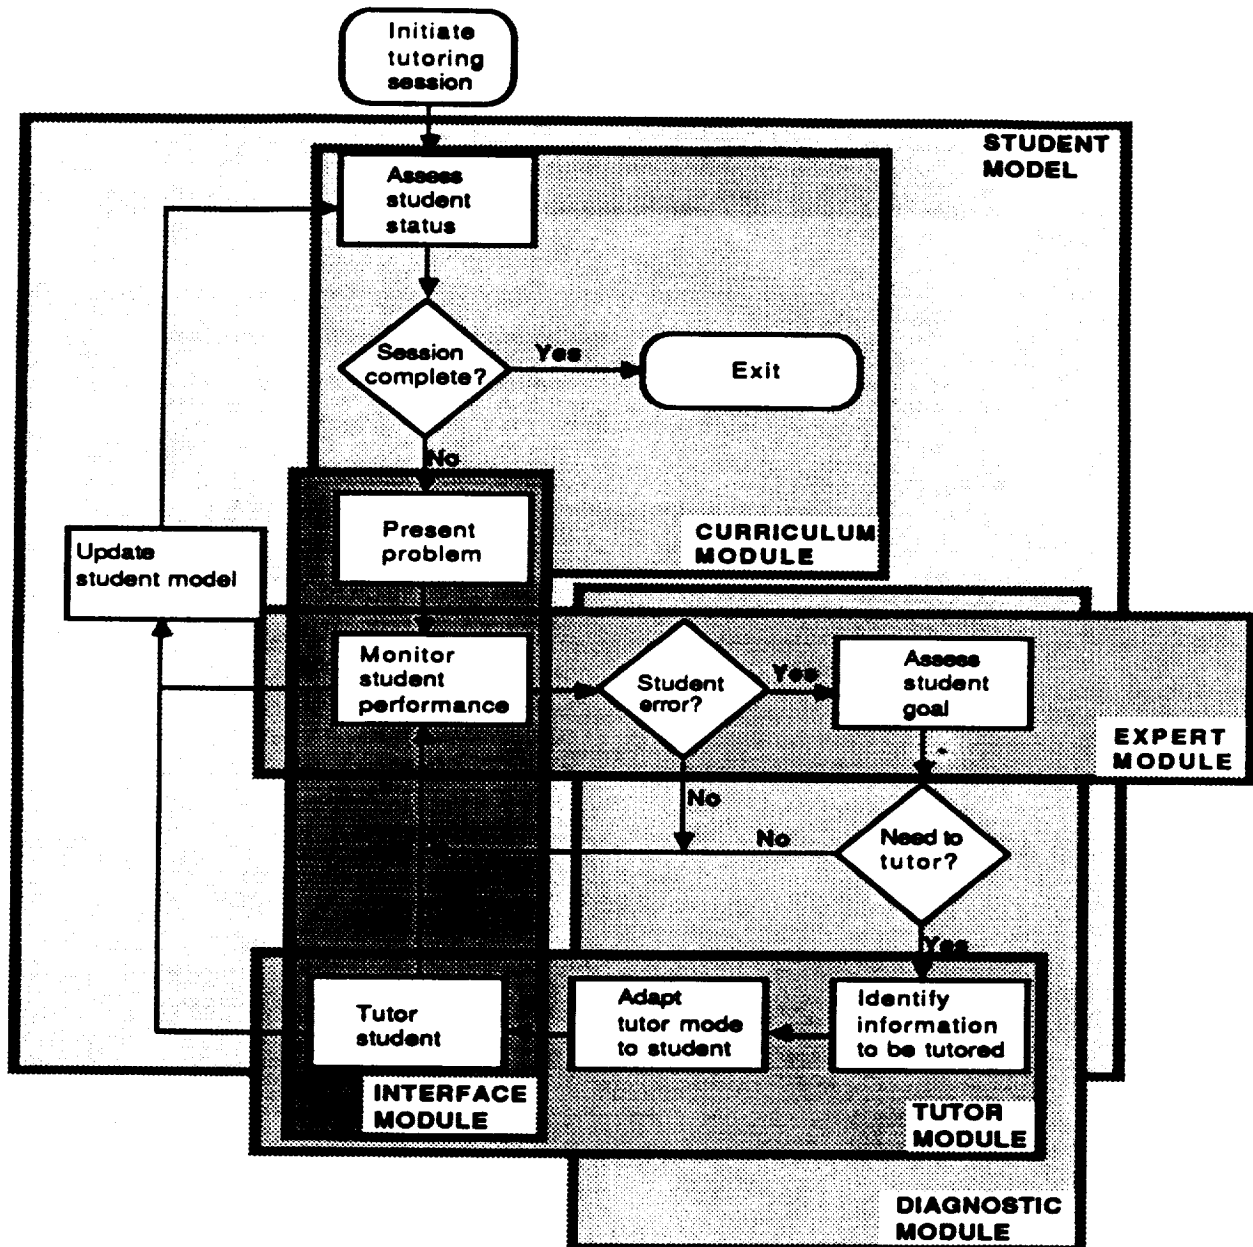 Initiate
tutoring
session
STUDENT
MODEL
Assess
student
status
Session
complete?
Yes
Exit
No
Present
problem
CURRICULUM
MODULE
Update
student model
Monitor
student
performance
Student
error?
Yes
Assess
student
goal
EXPERT
MODULE
No
No
Need to
tutor?
Yes
Tutor
student
Adapt
tutor mode
to student
Identify
information
to be tutored
INTERFACE
MODULE
TUTOR
MODULE
DIAGNOSTIC
MODULE